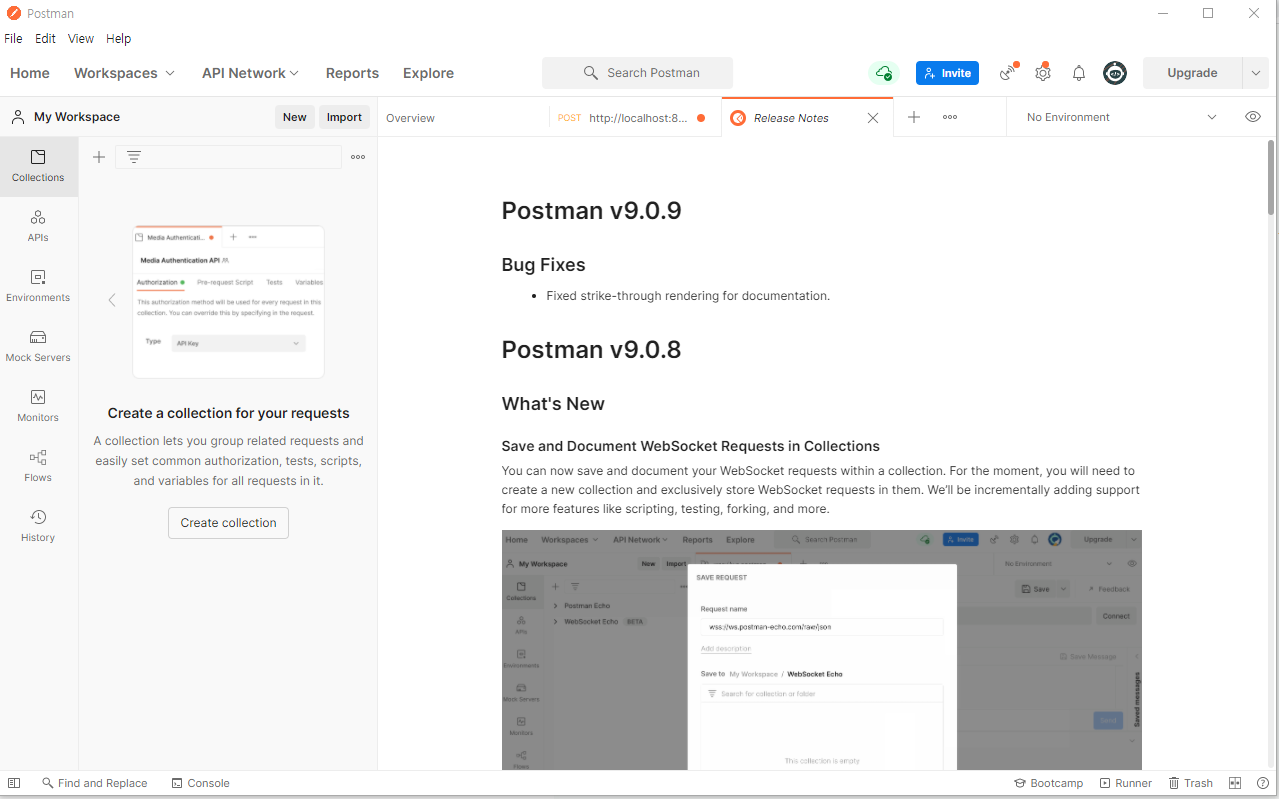 Postman
File Edit View Help
Home Workspaces API Network Reports Explore Search Postman Invite Upgrade
My Workspace New Import
Overview POST http://localhost:8... Release Notes No Environment
Collections
APIs
Environments
Mock Servers
Monitors
Flows
History
Media Authenticati...
Media Authentication API
Authorization Pre-request Script Tests Variables
This authorization method will be used for every request in this
collection. You can override this by specifying in the request.
Type API Key
Create a collection for your requests
A collection lets you group related requests and
easily set common authorization, tests, scripts,
and variables for all requests in it.
Create collection
Postman v9.0.9
Bug Fixes
• Fixed strike-through rendering for documentation.
Postman v9.0.8
What's New
Save and Document WebSocket Requests in Collections
You can now save and document your WebSocket requests within a collection. For the moment, you will need to
create a new collection and exclusively store WebSocket requests in them. We'll be incrementally adding support
for more features like scripting, testing, forking, and more.
Home Workspaces API Network Reports Explore Search Postman Invite Upgrade
My Workspace New Import No Environment
Collections
APIs
Environments
Mock Servers
Monitors
Flows
Postman Echo
WebSocket Echo BETA
SAVE REQUEST
Request name
wss://ws.postman-echo.com/raw/json
Add description
Save to My Workspace / WebSocket Echo
Search for collection or folder
This collection is empty
Save Feedback
Connect
Save Message
Saved messages
Send
Find and Replace Console Bootcamp Runner Trash